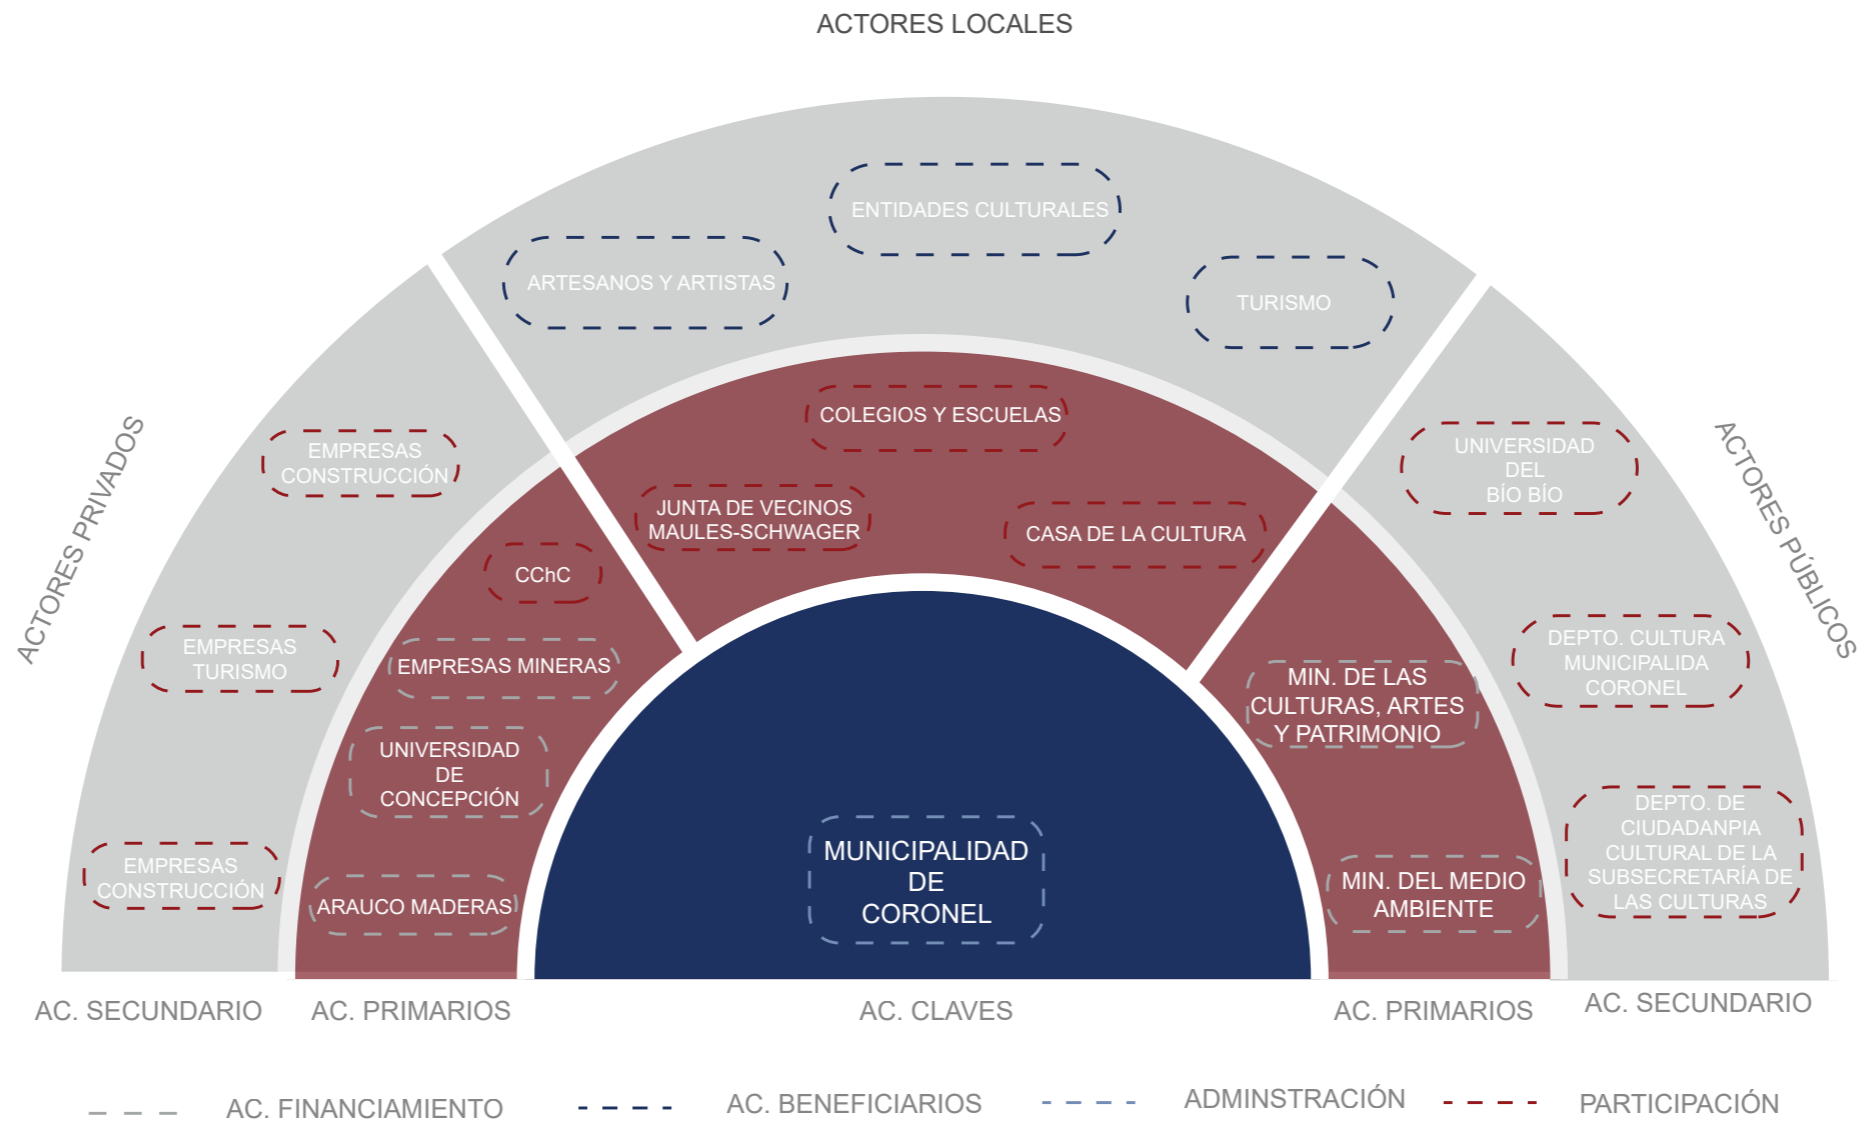 ACTORES LOCALES
ENTIDADES CULTURALES
ARTESANOS Y ARTISTAS
TURISMO
COLEGIOS Y ESCUELAS
JUNTA DE VECINOS
MAULES-SCHWAGER
CASA DE LA CULTURA
ACTORES PRIVADOS
EMPRESAS
CONSTRUCCIÓN
EMPRESAS
TURISMO
EMPRESAS
CONSTRUCCIÓN
CChC
EMPRESAS MINERAS
UNIVERSIDAD
DE
CONCEPCIÓN
ARAUCO MADERAS
MUNICIPALIDAD
DE
CORONEL
MIN. DE LAS
CULTURAS, ARTES
Y PATRIMONIO
MIN. DEL MEDIO
AMBIENTE
ACTORES PÚBLICOS
UNIVERSIDAD
DEL
BÍO BÍO
DEPTO. CULTURA
MUNICIPALIDA
CORONEL
DEPTO. DE
CIUDADANPIA
CULTURAL DE LA
SUBSECRETARÍA DE
LAS CULTURAS
AC. SECUNDARIO
AC. PRIMARIOS
AC. CLAVES
AC. PRIMARIOS
AC. SECUNDARIO
AC. FINANCIAMIENTO
AC. BENEFICIARIOS
ADMINSTRACIÓN
PARTICIPACIÓN